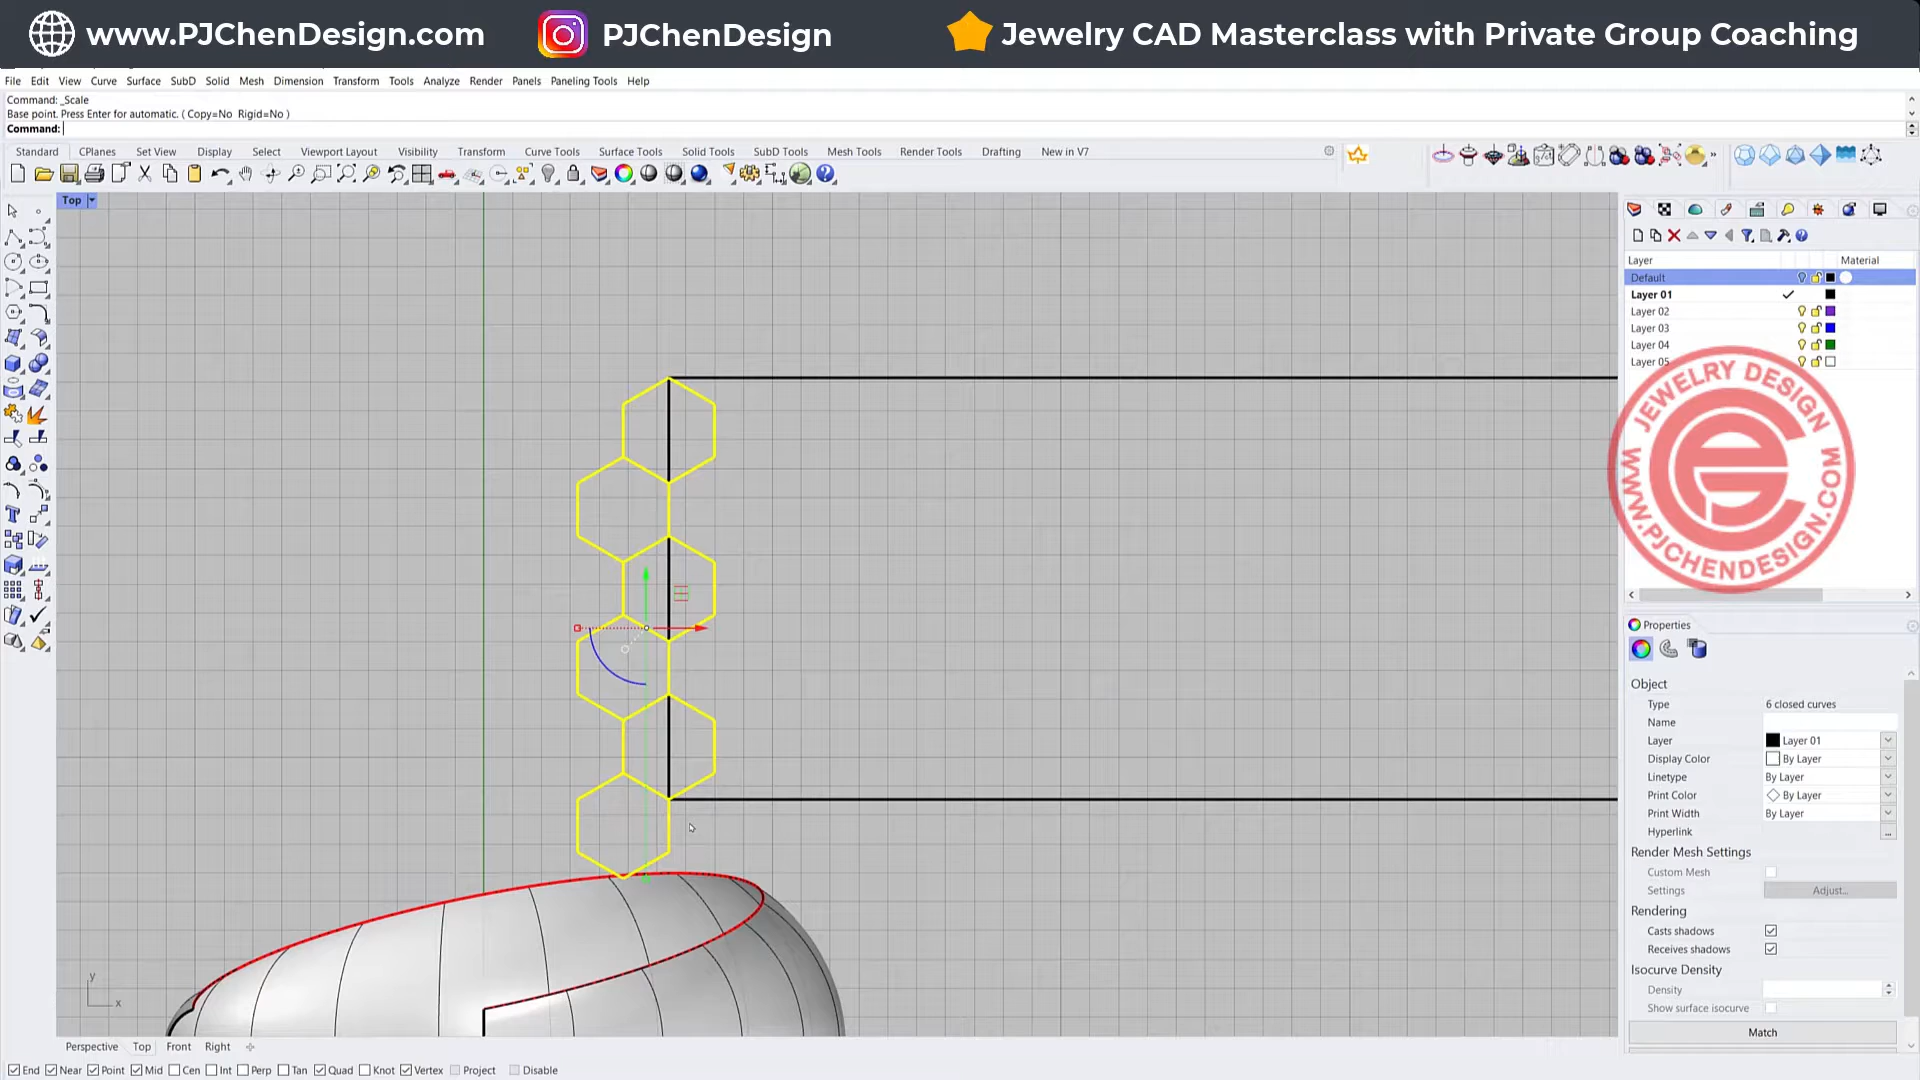 www.PJChenDesign.com PJChenDesign Jewelry CAD Masterclass with Private Group Coaching
File Edit View Curve Surface SubD Solid Mesh Dimension Transform Tools Analyze Render Panels Paneling Tools Help
Command: _Scale
Base point. Press Enter for automatic. ( Copy=No Rigid=No )
Command:
Standard CPlanes Set View Display Select Viewport Layout Visibility Transform Curve Tools Surface Tools Solid Tools SubD Tools Mesh Tools Render Tools Drafting New in V7
Top
Layer Material
Default
Layer 01
Layer 02
Layer 03
Layer 04
Layer 05
JEWELRY DESIGN
WWW.PJCHENDESIGN.COM
Properties
Object
Type 6 closed curves
Name
Layer Layer 01
Display Color By Layer
Linetype By Layer
Print Color By Layer
Print Width By Layer
Hyperlink ...
Render Mesh Settings
Custom Mesh
Settings Adjust...
Rendering
Casts shadows
Receives shadows
Isocurve Density
Density
Show surface isocurve
Match
y
x
Perspective Top Front Right
End Near Point Mid Cen Int Perp Tan Quad Knot Vertex Project Disable